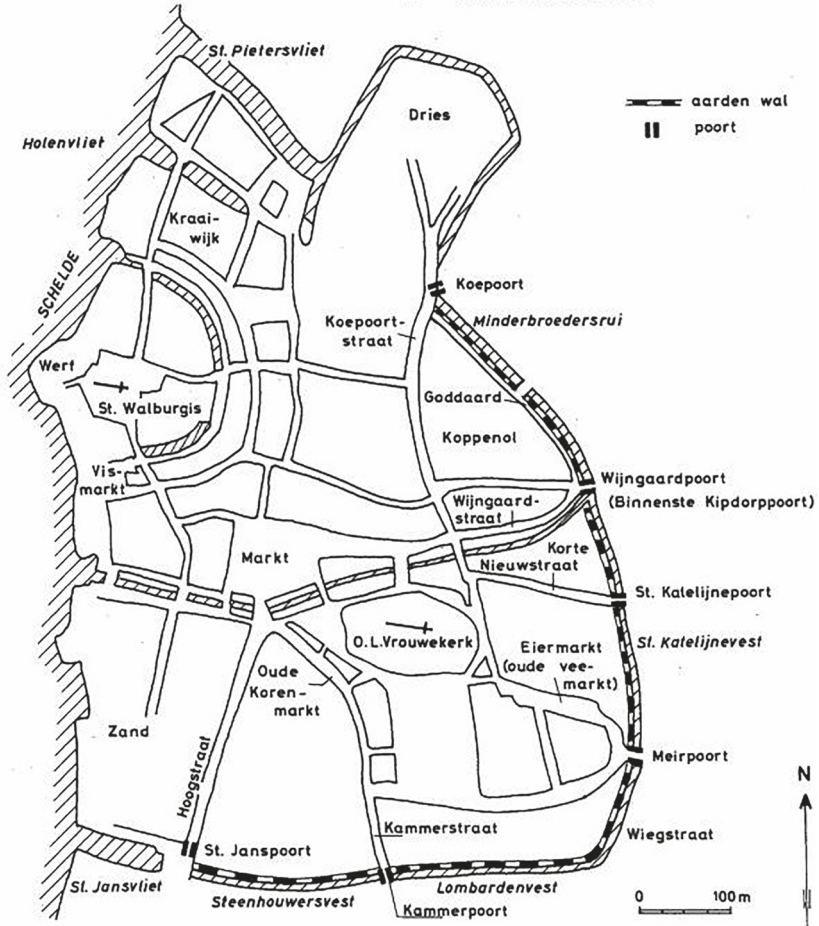 St. Pietersvliet
Dries
aarden wal
poort
Holenvliet
Kraai-
wijk
SCHELDE
Koepoort
Minderbroedersrui
Koepoort-
straat
Werf
St. Walburgis
Goddaard
Koppenol
Vis-
markt
Wijngaardpoort
(Binnenste Kipdorppoort)
Wijngaard-
straat
Markt
Korte
Nieuwstraat
St. Katelijnepoort
O.L.Vrouwekerk
St. Katelijnevest
Eiermarkt
(oude vee-
markt)
Oude
Koren-
markt
Zand
Hoogstraat
Meirpoort
N
Kammerstraat
Wiegstraat
St. Janspoort
St. Jansvliet
Steenhouwersvest
Lombardenvest
Kammerpoort
0 100 m